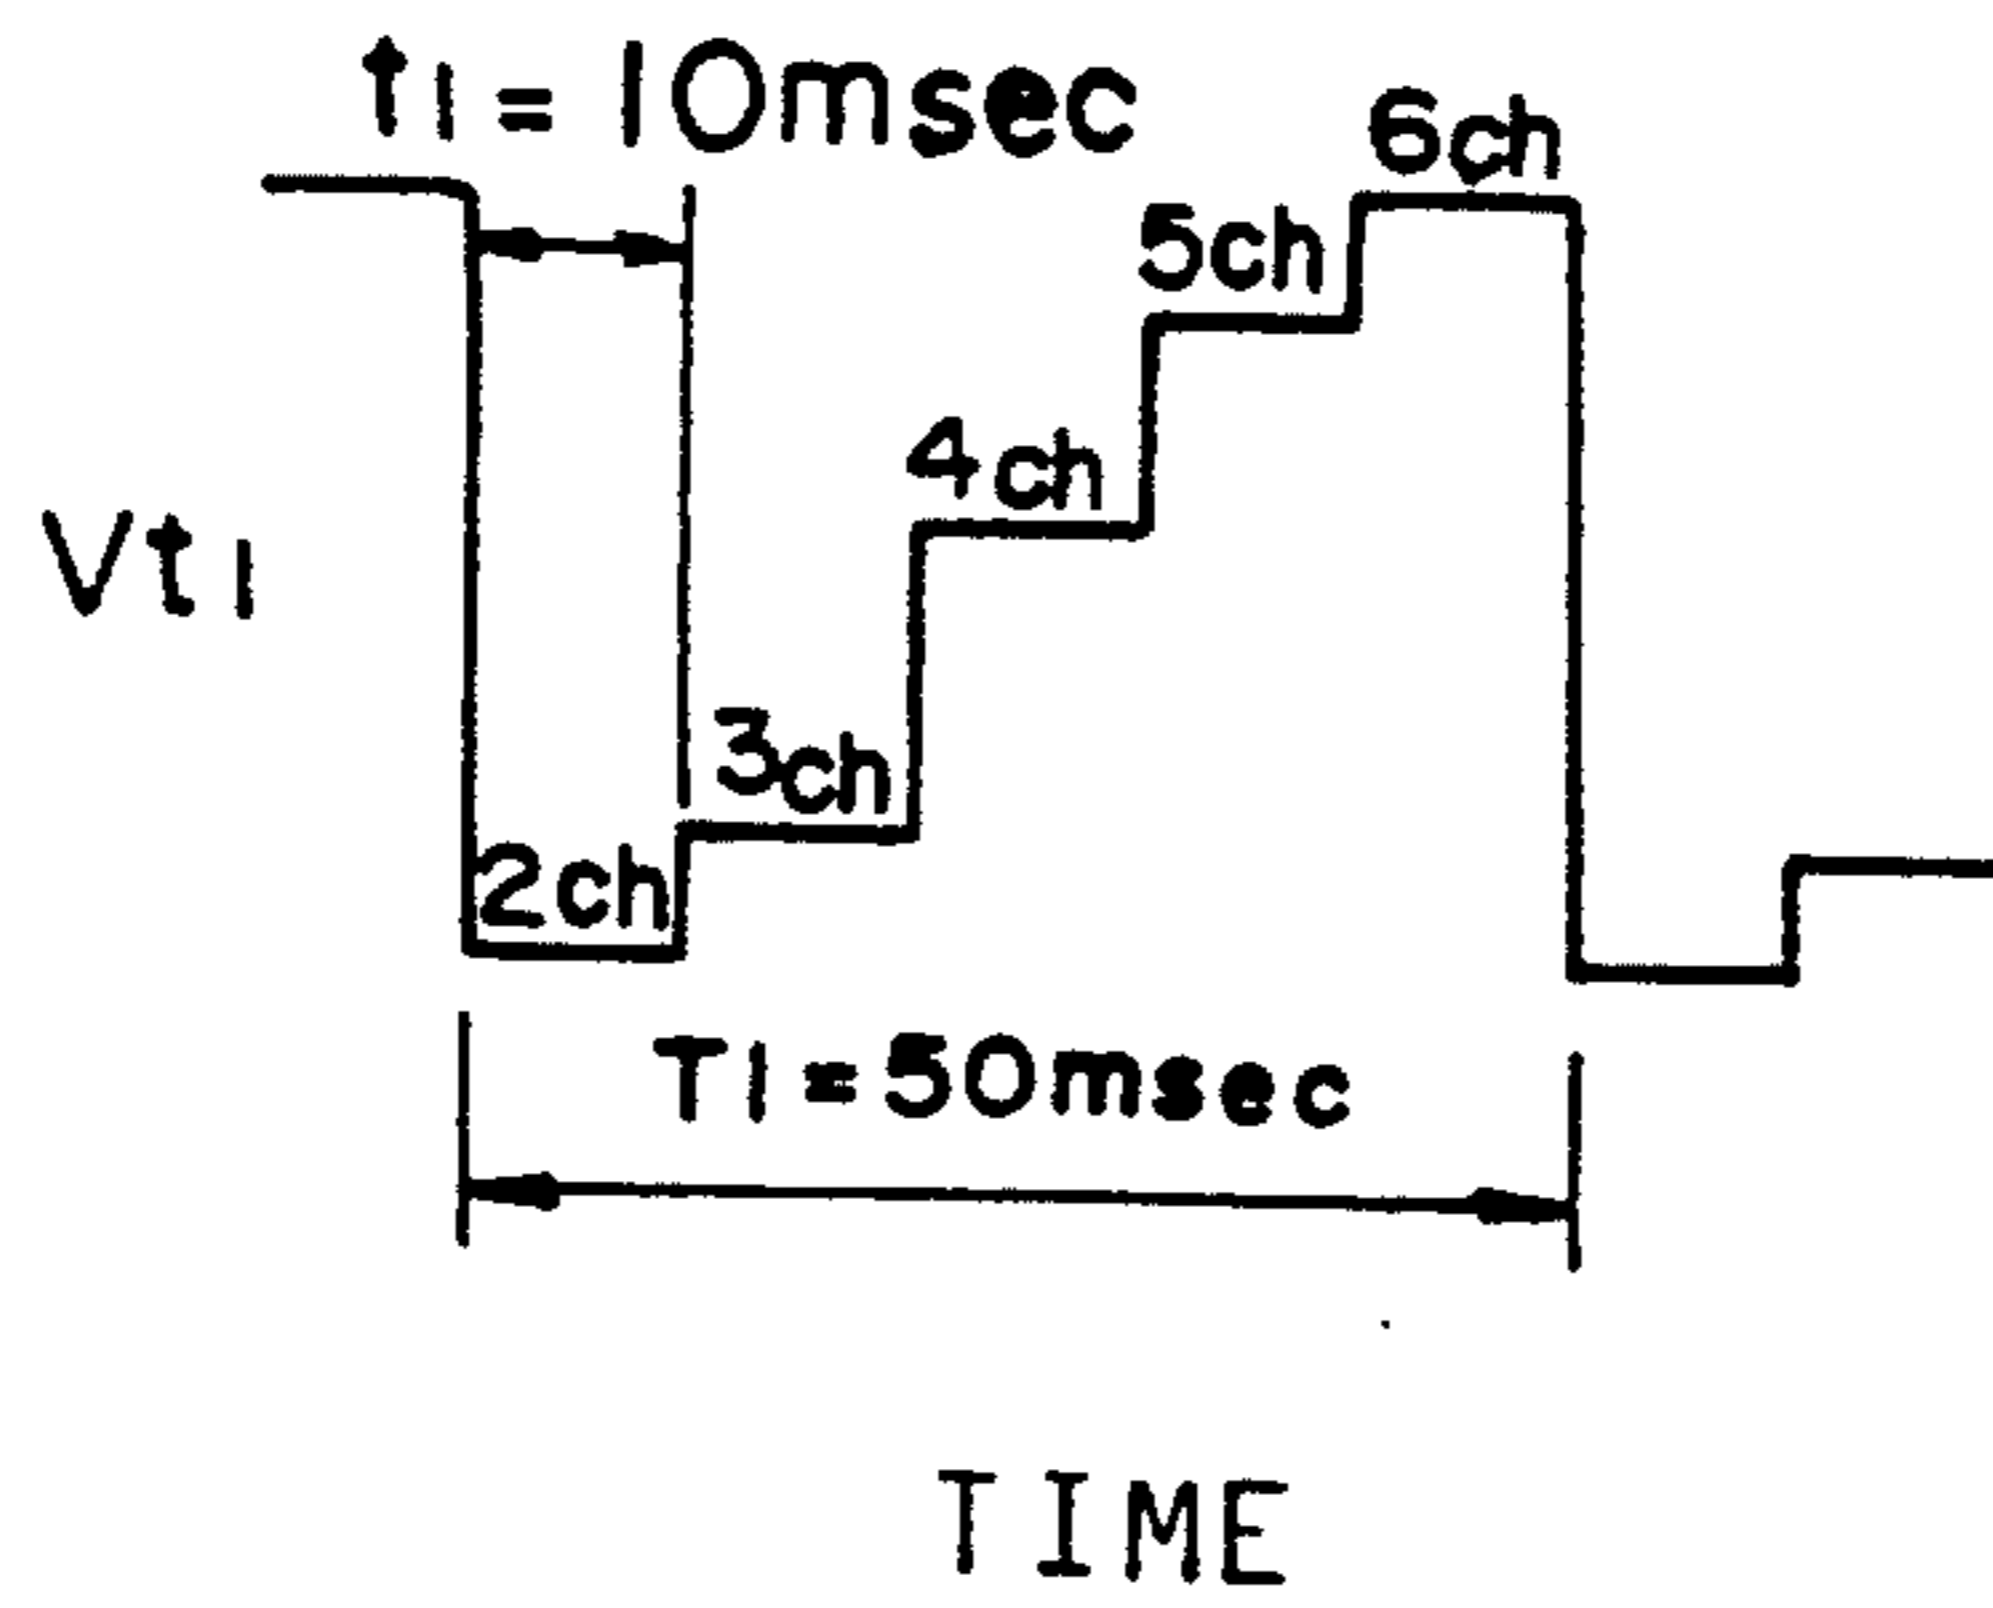 t1 = 10msec
6ch
5ch
4ch
Vt1
3ch
2ch
T1 = 50msec
TIME